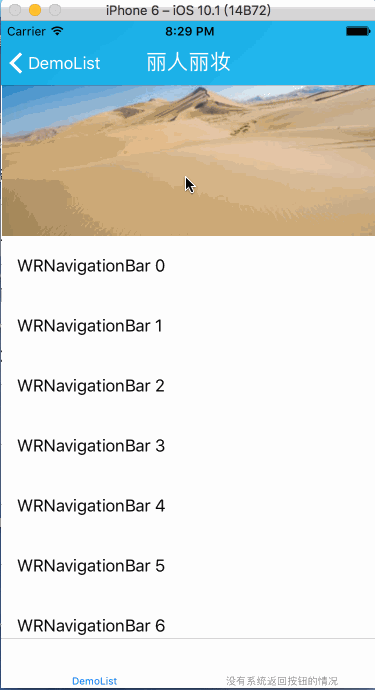 iPhone 6 – iOS 10.1 (14B72)
Carrier 8:29 PM
DemoList 丽人丽妆
WRNavigationBar 0
WRNavigationBar 1
WRNavigationBar 2
WRNavigationBar 3
WRNavigationBar 4
WRNavigationBar 5
WRNavigationBar 6
DemoList 没有系统返回按钮的情况